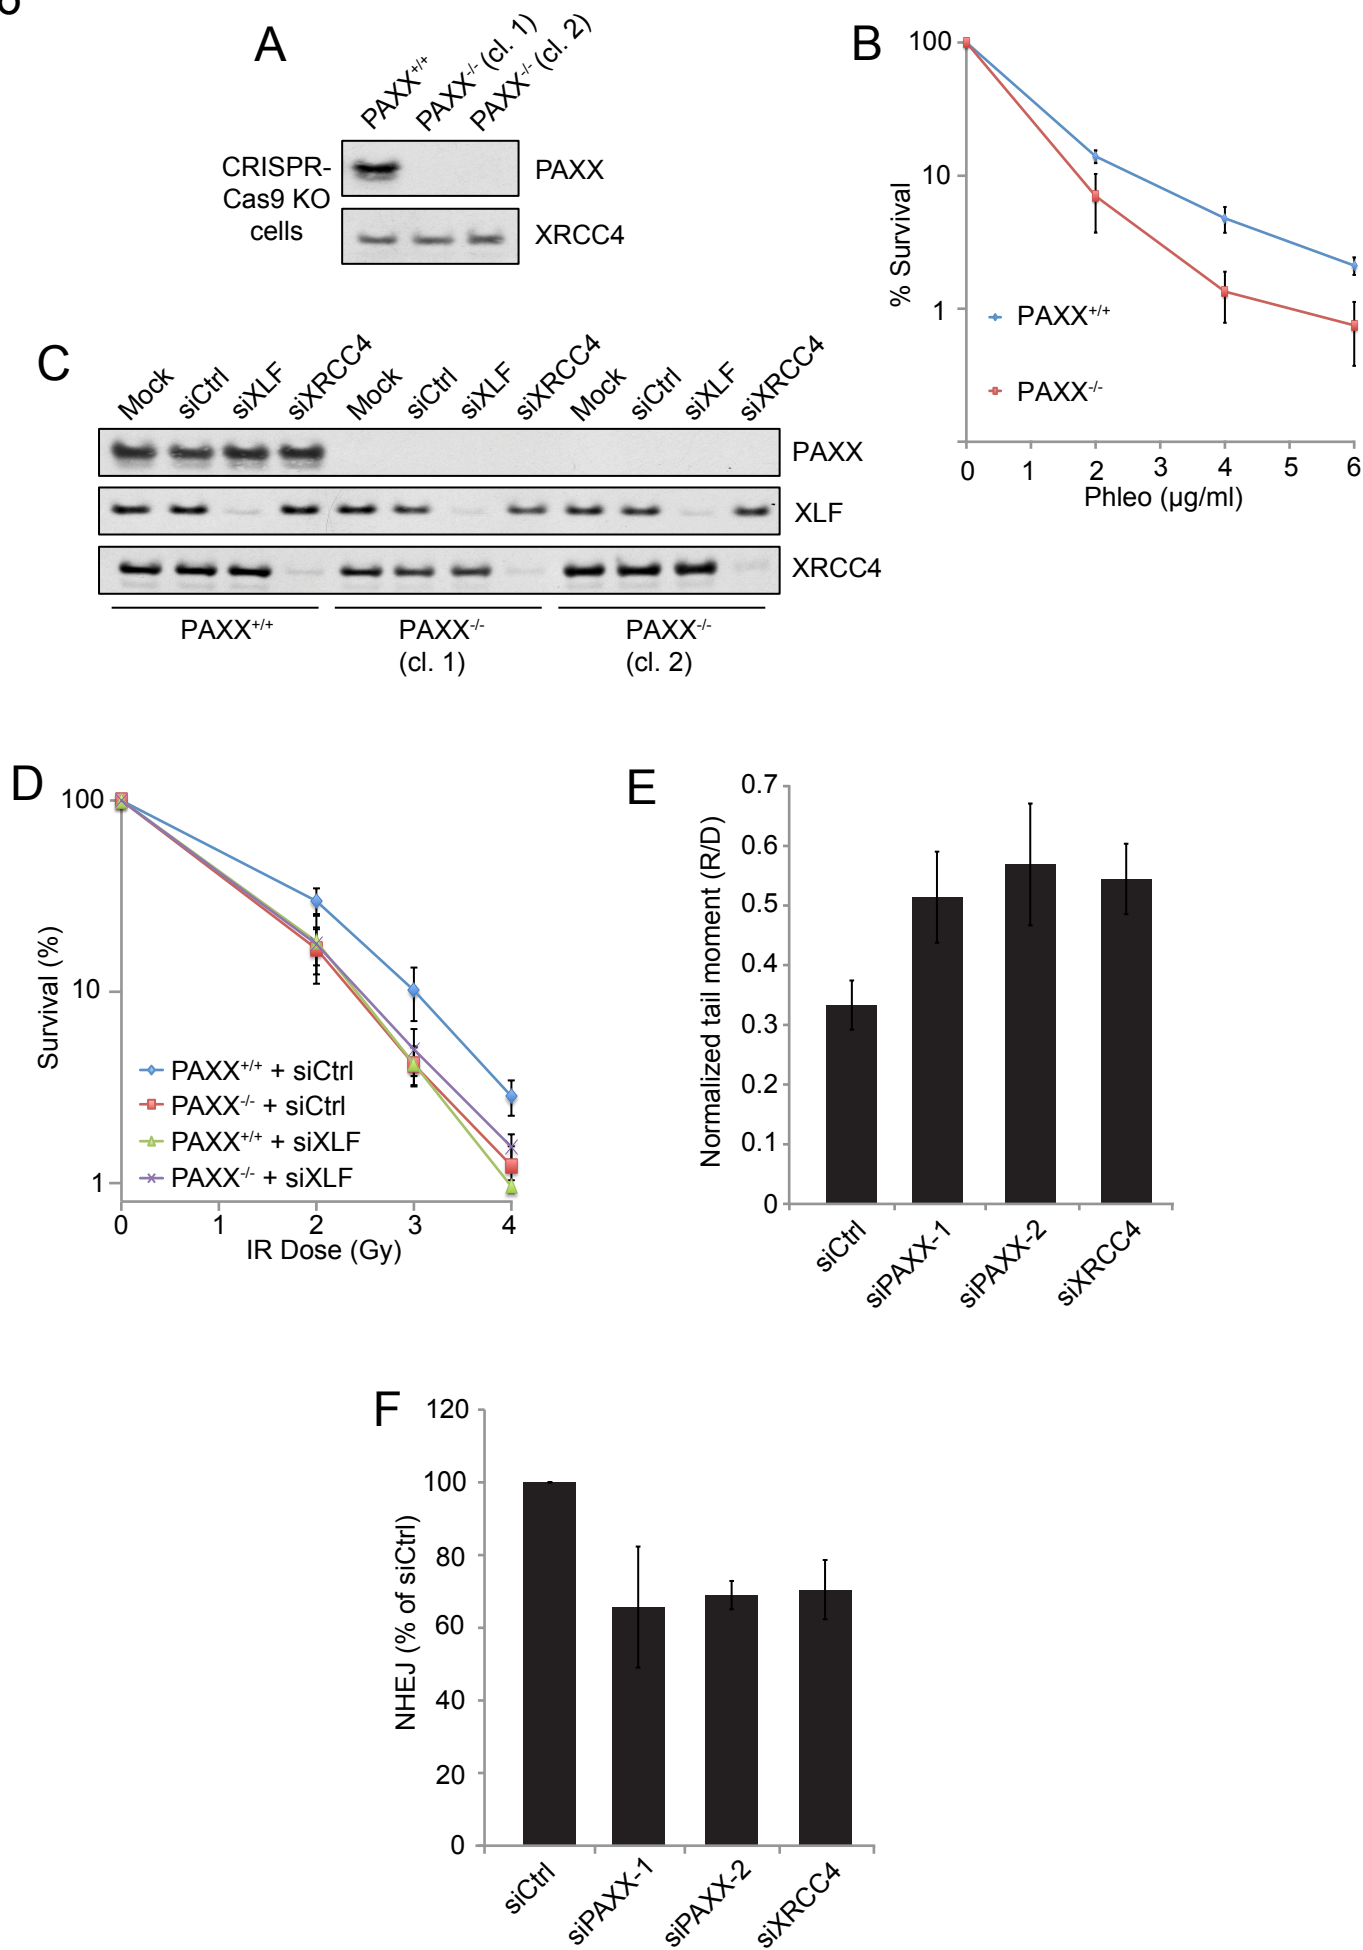 A
PAXX+/+
PAXX-/- (cl. 1)
PAXX-/- (cl. 2)
CRISPR-
Cas9 KO
cells
PAXX
XRCC4
B
100
10
1
% Survival
PAXX+/+
PAXX-/-
0 1 2 3 4 5 6
Phleo (µg/ml)
C
Mock siCtrl siXLF siXRCC4 Mock siCtrl siXLF siXRCC4 Mock siCtrl siXLF siXRCC4
PAXX
XLF
XRCC4
PAXX+/+ PAXX-/- PAXX-/-
(cl. 1) (cl. 2)
D
100
10
1
Survival (%)
PAXX+/+ + siCtrl
PAXX-/- + siCtrl
PAXX+/+ + siXLF
PAXX-/- + siXLF
0 1 2 3 4
IR Dose (Gy)
E
0.7
0.6
0.5
0.4
0.3
0.2
0.1
0
Normalized tail moment (R/D)
siCtrl siPAXX-1 siPAXX-2 siXRCC4
F
120
100
80
60
40
20
0
NHEJ (% of siCtrl)
siCtrl siPAXX-1 siPAXX-2 siXRCC4